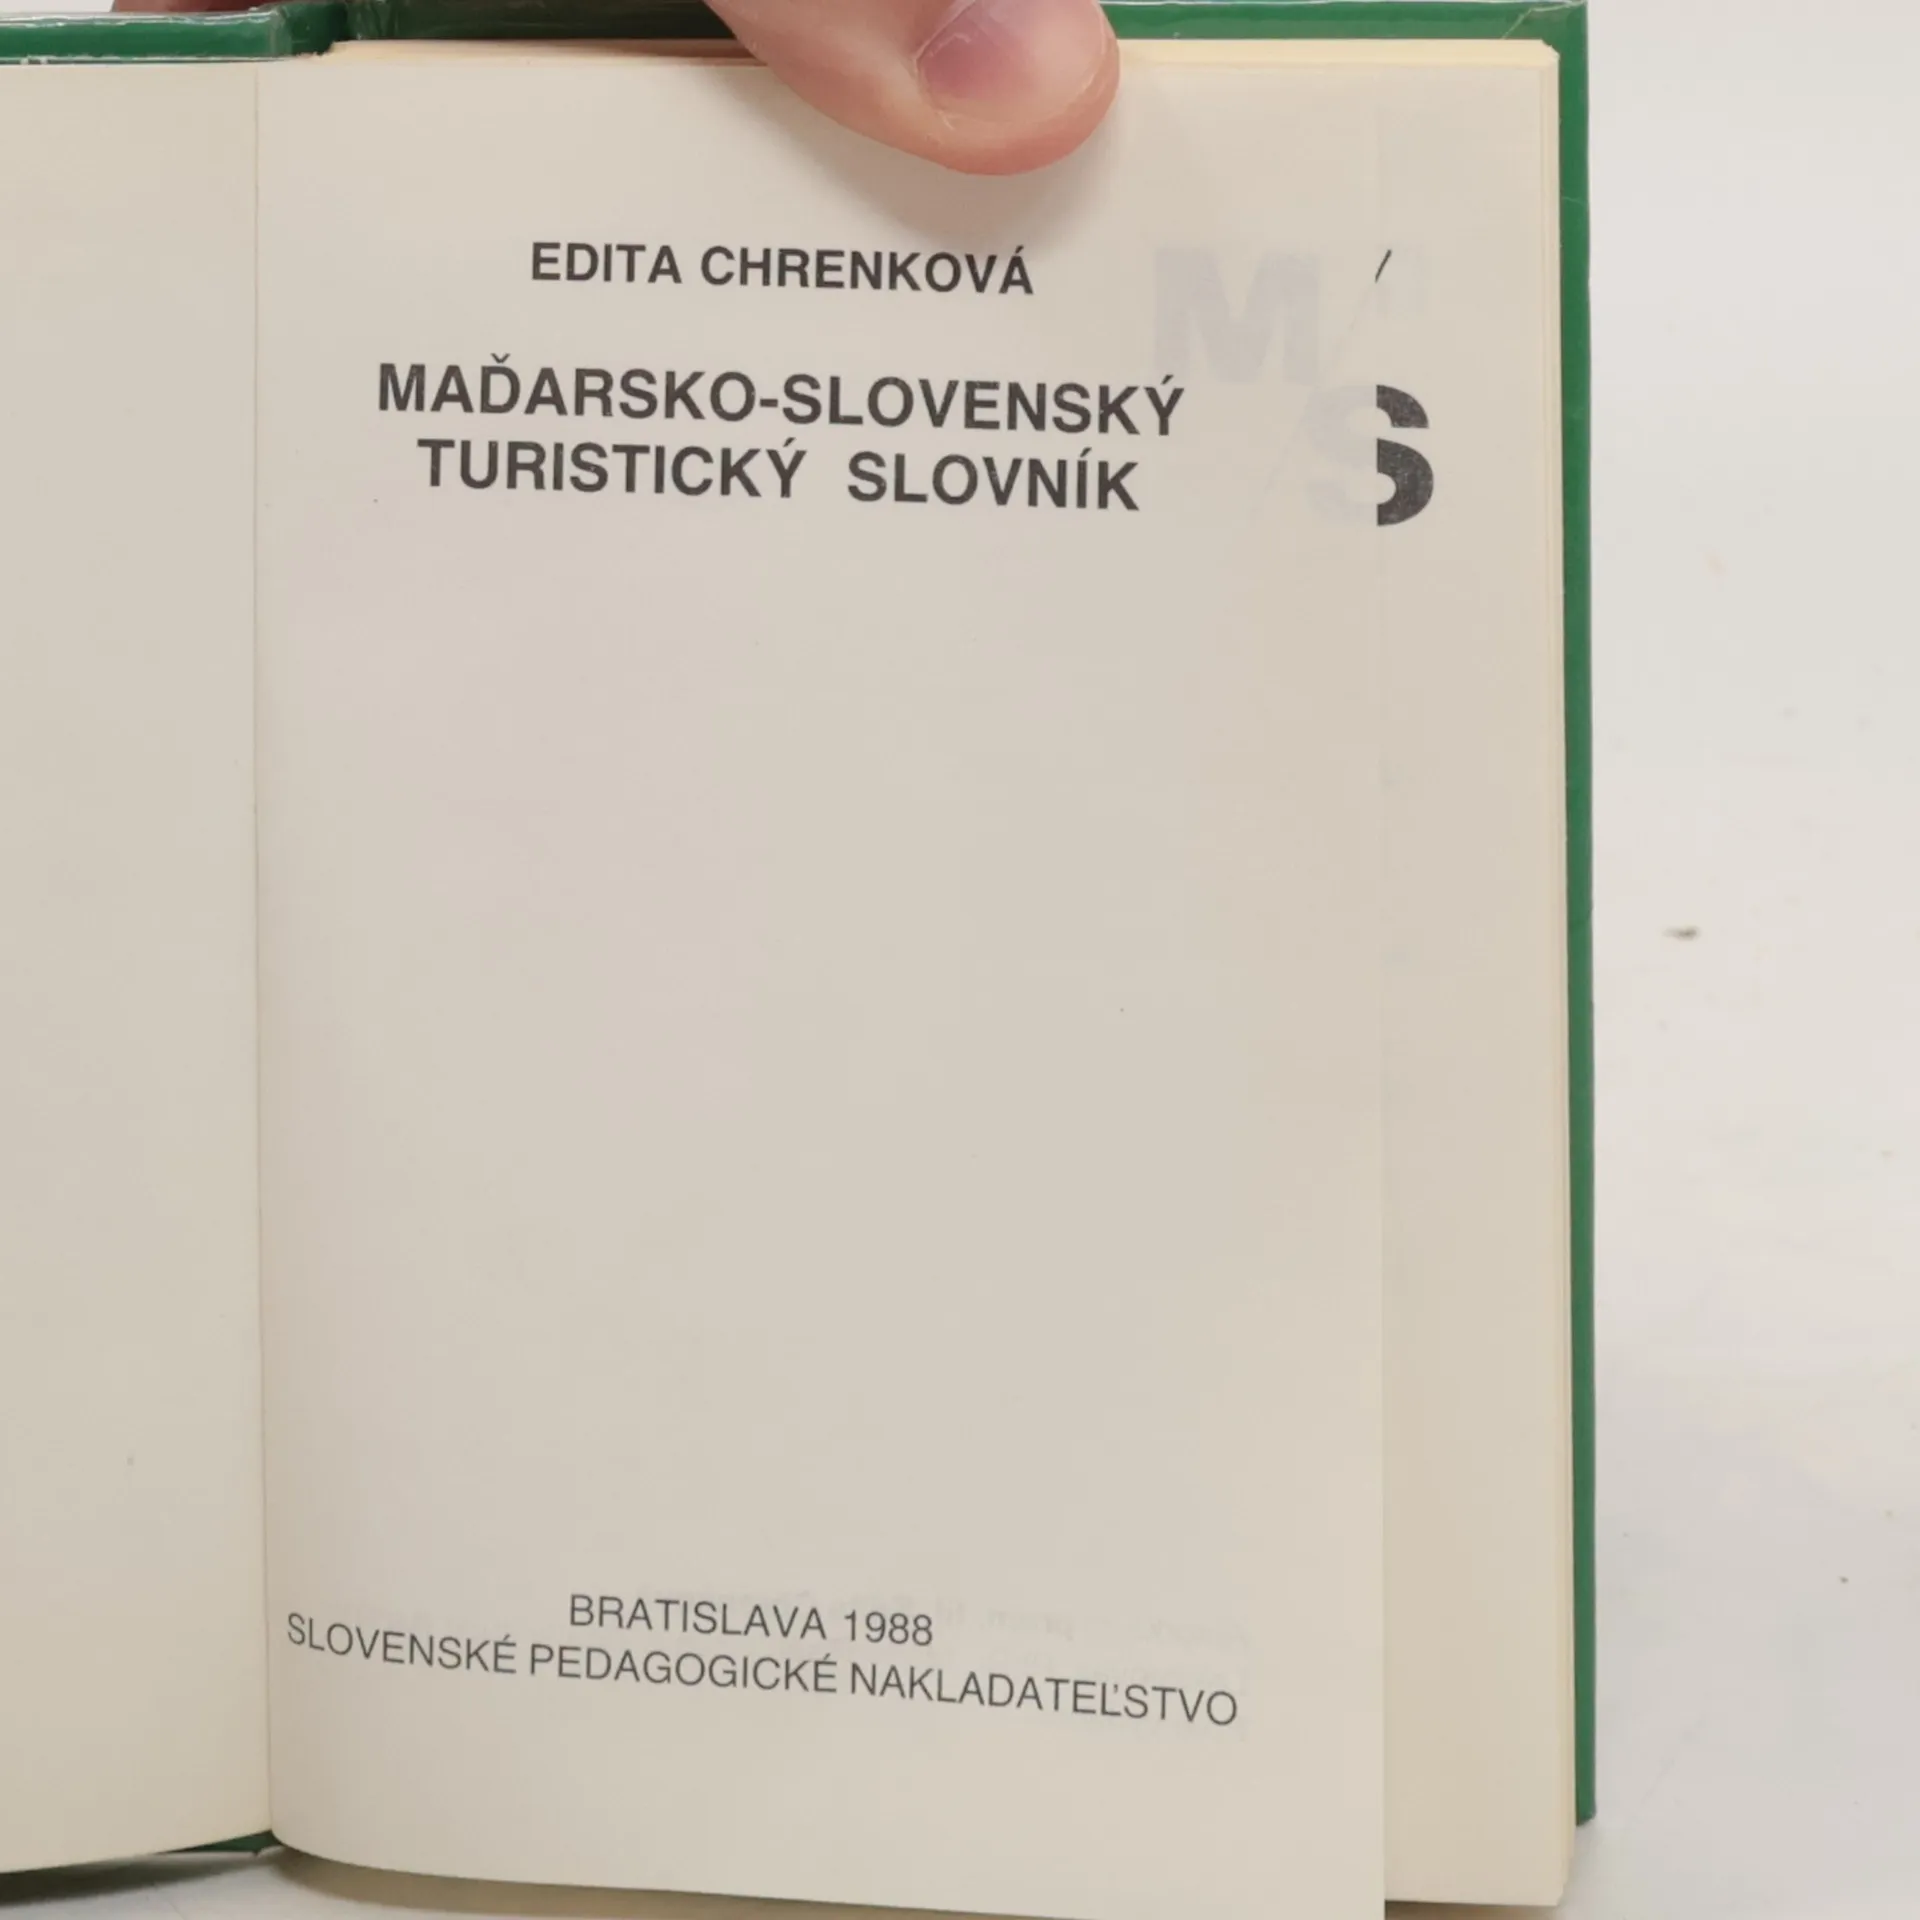 EDITA CHRENKOVÁ
MAĎARSKO-SLOVENSKÝ
TURISTICKÝ SLOVNÍK
M/
S
BRATISLAVA 1988
SLOVENSKÉ PEDAGOGICKÉ NAKLADATEĽSTVO